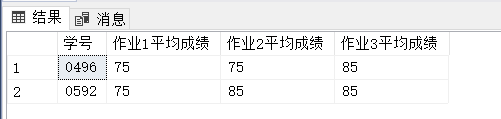 结果 消息
学号 作业1平均成绩 作业2平均成绩 作业3平均成绩
1 0496 75 75 85
2 0592 75 85 85